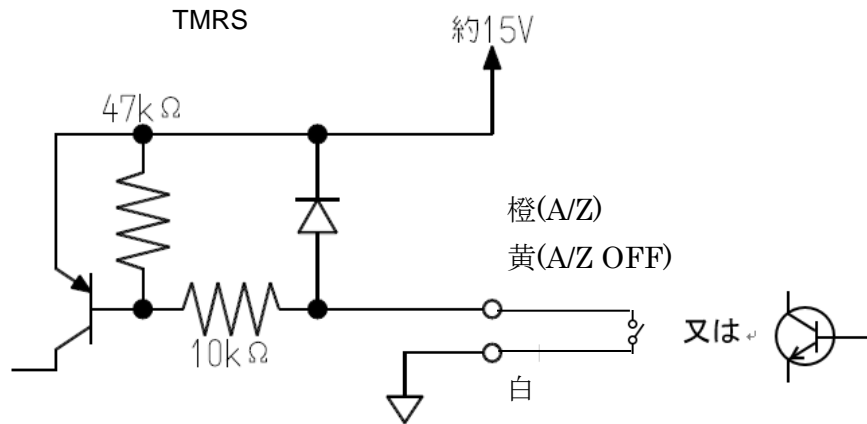 TMRS
約15V
47kΩ
橙(A/Z)
黄(A/Z OFF)
又は
10kΩ
白